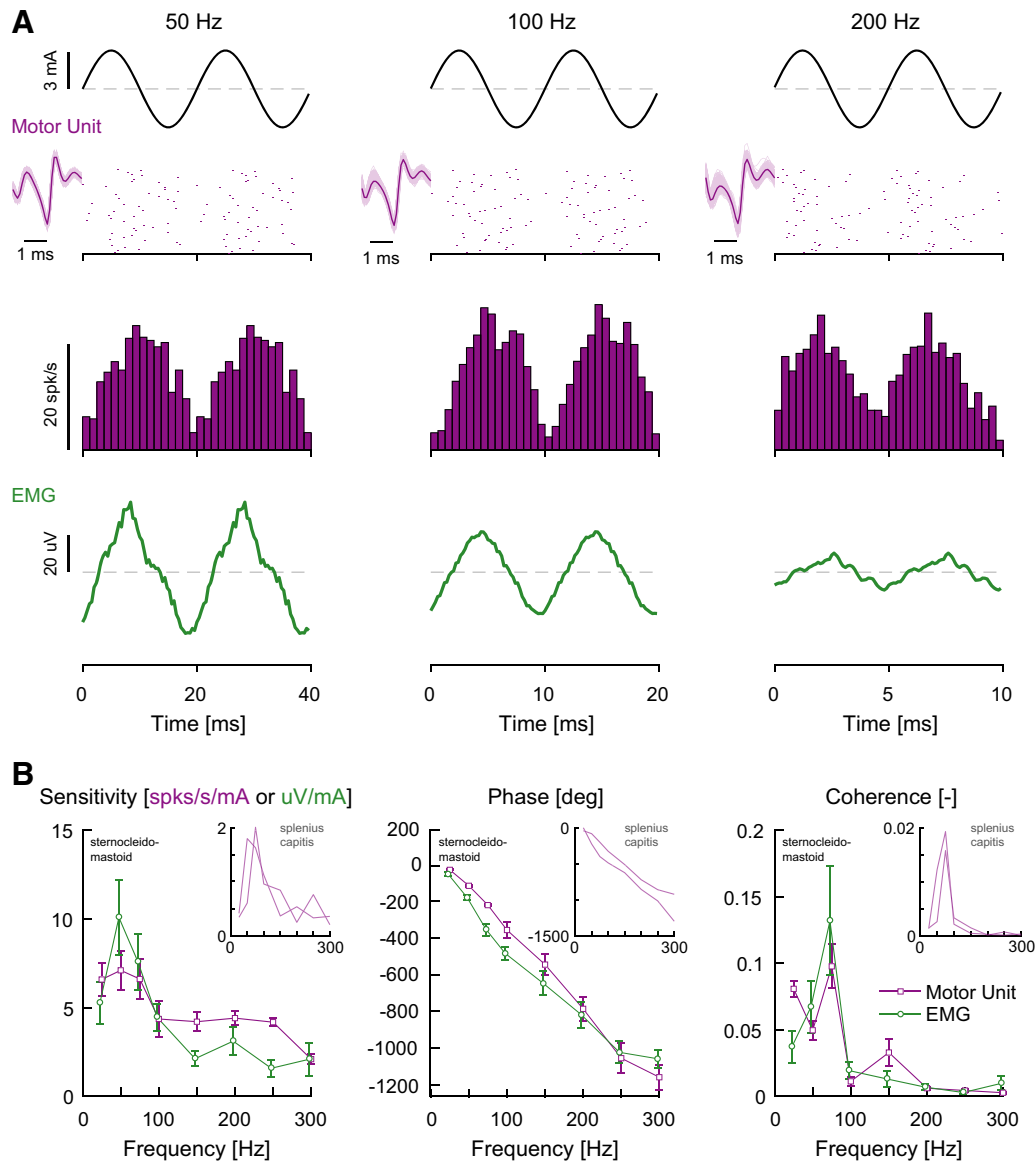 A
50 Hz
100 Hz
200 Hz
3 mA
Motor Unit
1 ms
1 ms
1 ms
20 spk/s
EMG
20 uV
0 20 40
0 10 20
0 5 10
Time [ms]
Time [ms]
Time [ms]
B
Sensitivity [spks/s/mA or uV/mA]
15
10
5
0
sternocleido-
mastoid
2
0
0 300
splenius
capitis
0 100 200 300
Frequency [Hz]
Phase [deg]
200
0
-200
-400
-600
-800
-1000
-1200
sternocleido-
mastoid
0
-1500
0 300
splenius
capitis
0 100 200 300
Frequency [Hz]
Coherence [-]
0.2
0.15
0.1
0.05
0
sternocleido-
mastoid
0.02
0
0 300
splenius
capitis
Motor Unit
EMG
0 100 200 300
Frequency [Hz]